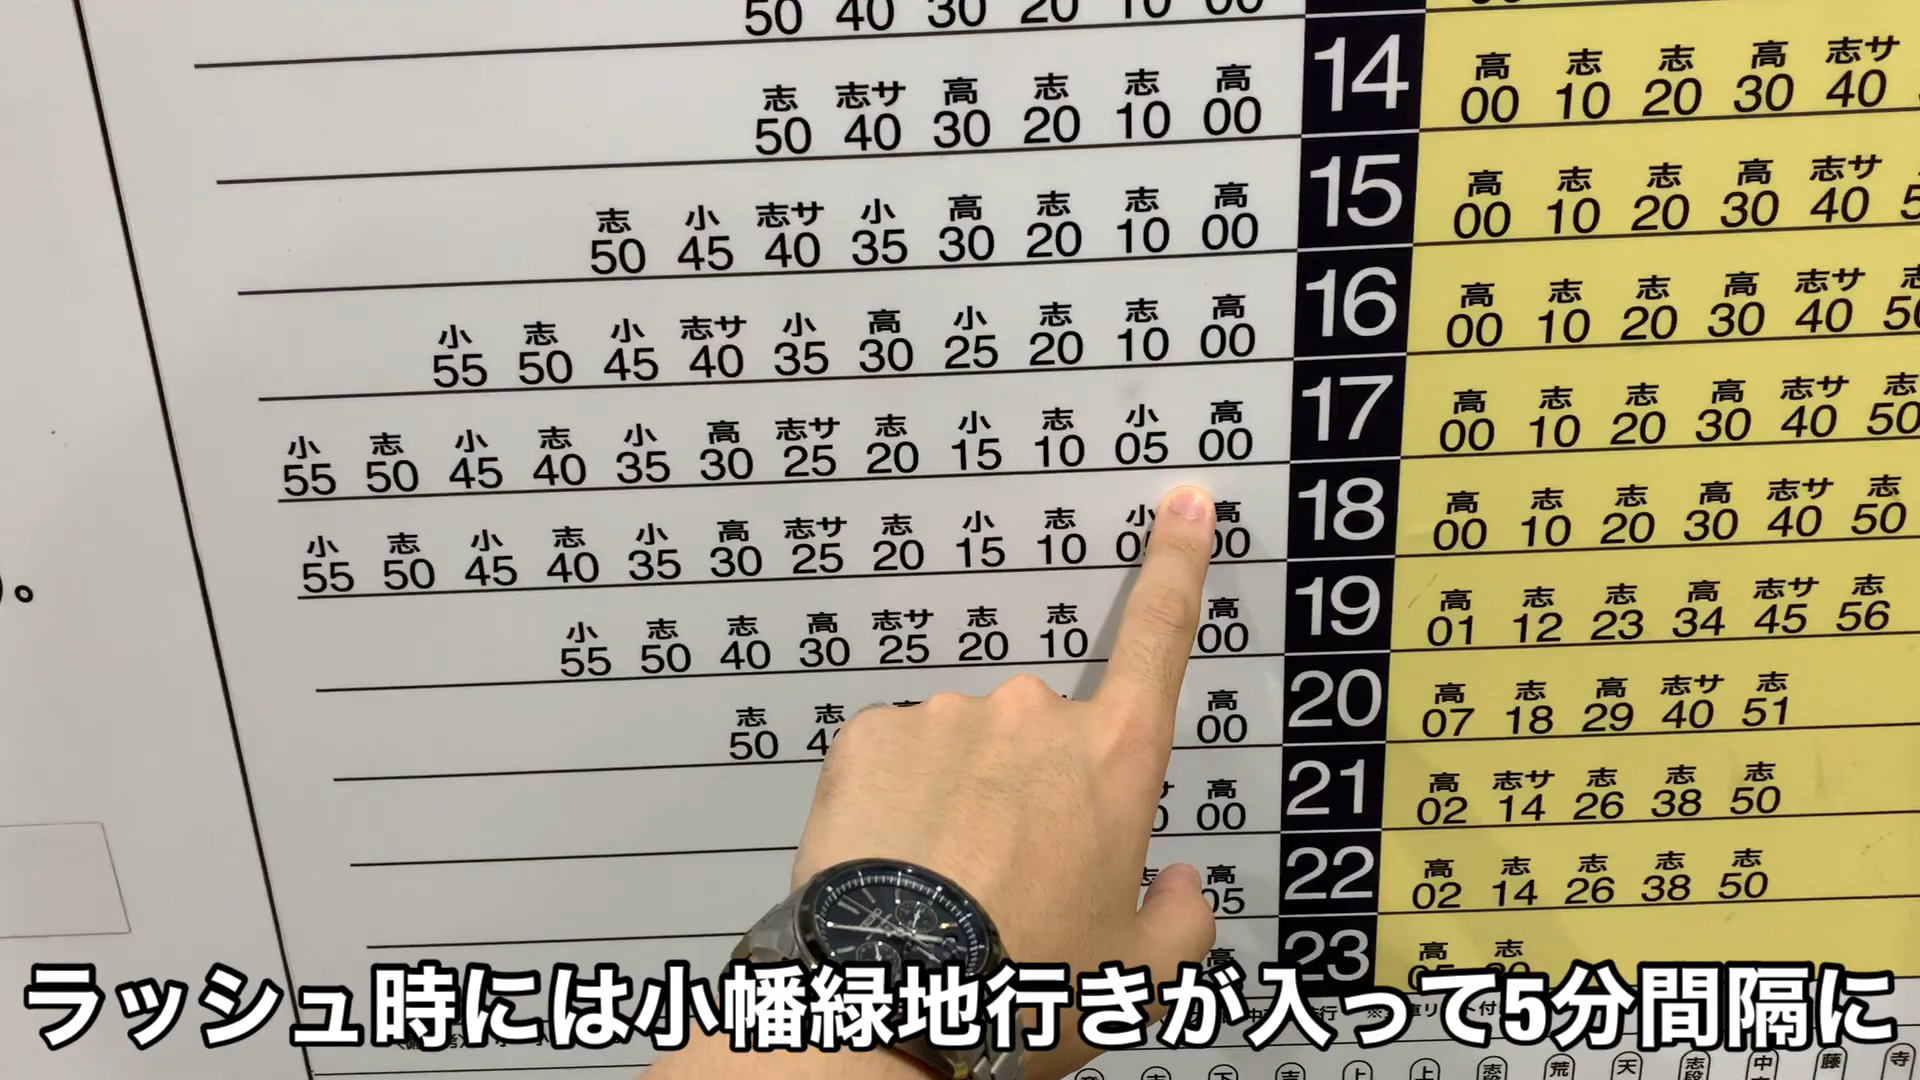 50 40 30 20 10 00
志 志サ 高 志 志 高 14 高 志 志 高 志サ
50 40 30 20 10 00 00 10 20 30 40
志 小 志サ 小 高 志 志 高 15 高 志 志 高 志サ
50 45 40 35 30 20 10 00 00 10 20 30 40
小 志 小 志サ 小 高 小 志 志 高 16 高 志 志 高 志サ
55 50 45 40 35 30 25 20 10 00 00 10 20 30 40 50
小 志 小 志 小 高 志サ 志 小 志 小 高 17 高 志 志 高 志サ 志
55 50 45 40 35 30 25 20 15 10 05 00 00 10 20 30 40 50
小 志 小 志 小 高 志サ 志 小 志 小 高 18 高 志 志 高 志サ 志
55 50 45 40 35 30 25 20 15 10 00 00 10 20 30 40 50
小 志 志 高 志サ 志 志 高 19 高 志 志 高 志サ 志
55 50 40 30 25 20 10 00 01 12 23 34 45 56
志 志 高 20 高 志 高 志サ 志
50 00 07 18 29 40 51
高 21 高 志サ 志 志 志
00 02 14 26 38 50
志 高 22 高 志 志 志 志
05 02 14 26 38 50
高 23 高 志
ラッシュ時には小幡緑地行きが入って5分間隔に